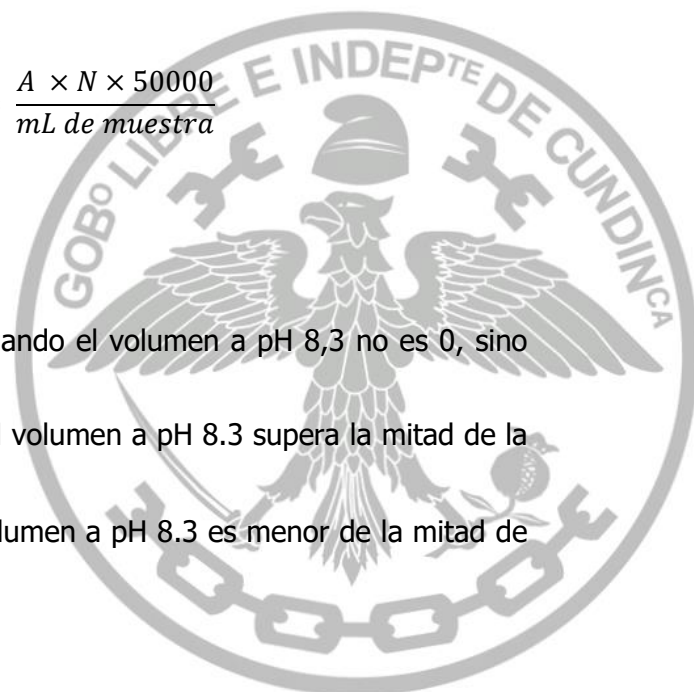 A × N × 50000
mL de muestra
GOBº LIBRE E INDEPTE DE CUNDINCA
ando el volumen a pH 8,3 no es 0, sino
volumen a pH 8.3 supera la mitad de la
lumen a pH 8.3 es menor de la mitad de